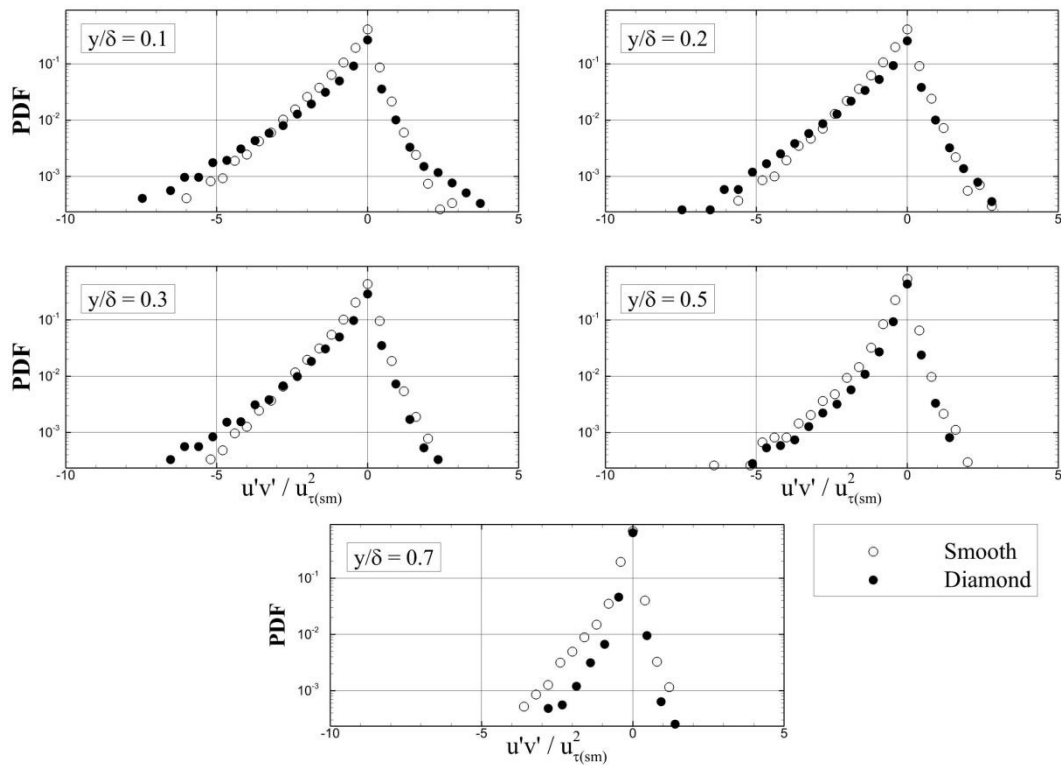 y/δ = 0.1
PDF
10⁻¹
10⁻²
10⁻³
-10 -5 0 5
y/δ = 0.2
10⁻¹
10⁻²
10⁻³
-10 -5 0 5
y/δ = 0.3
PDF
10⁻¹
10⁻²
10⁻³
-10 -5 0 5
u'v' / u²τ(sm)
y/δ = 0.5
10⁻¹
10⁻²
10⁻³
-10 -5 0 5
u'v' / u²τ(sm)
y/δ = 0.7
PDF
10⁻¹
10⁻²
10⁻³
-10 -5 0 5
u'v' / u²τ(sm)
Smooth
Diamond